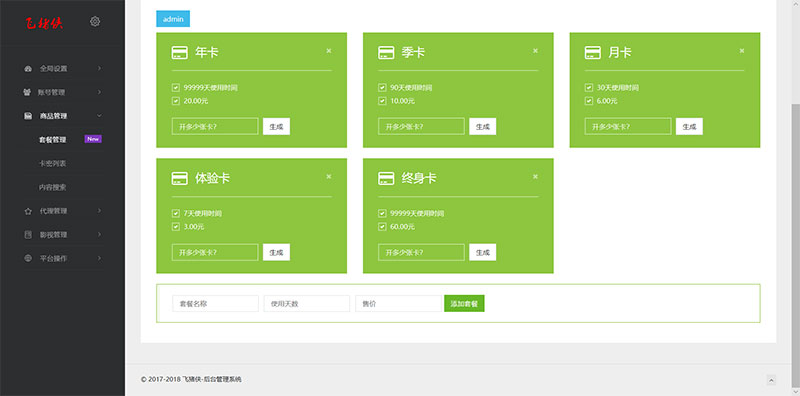 飞猪侠
全局设置
账号管理
商品管理
套餐管理 New
卡密列表
内容搜索
代理管理
影视管理
平台操作
admin
年卡
99999天使用时间
20.00元
开多少张卡? 生成
季卡
90天使用时间
10.00元
开多少张卡? 生成
月卡
30天使用时间
6.00元
开多少张卡? 生成
体验卡
7天使用时间
3.00元
开多少张卡? 生成
终身卡
99999天使用时间
60.00元
开多少张卡? 生成
套餐名称 使用天数 售价 添加套餐
© 2017-2018 飞猪侠-后台管理系统